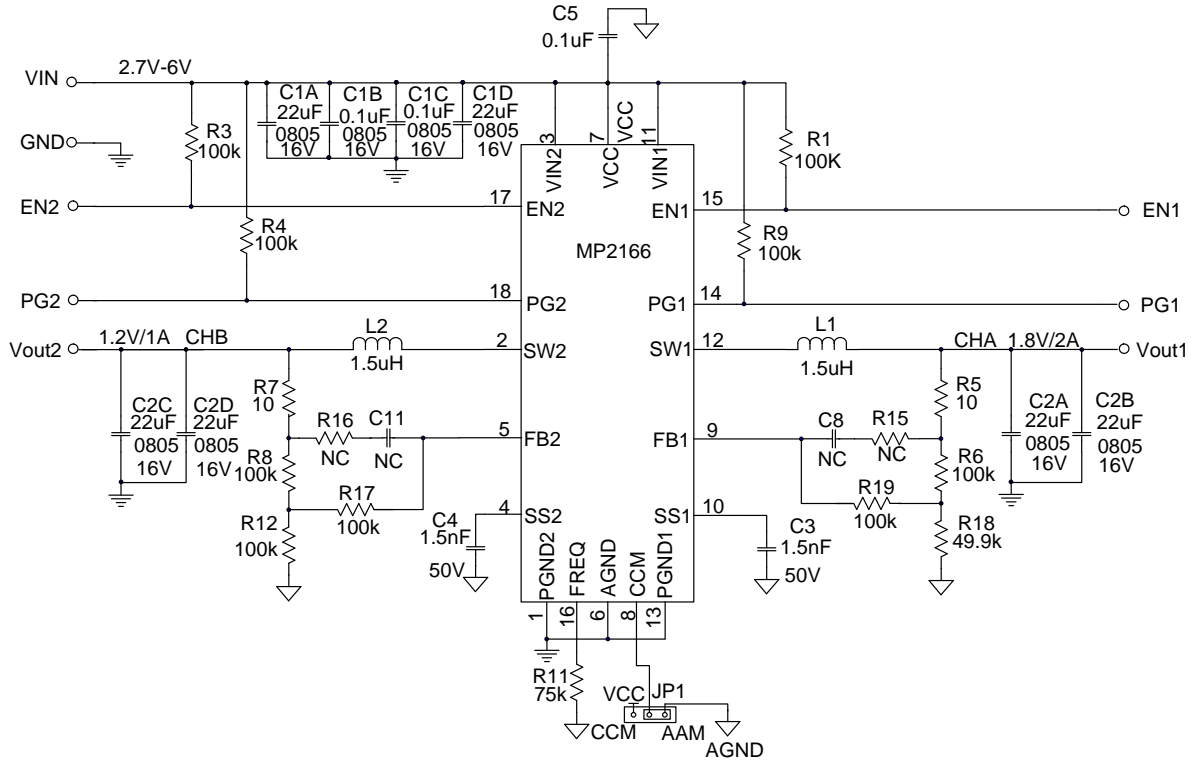 C5
0.1uF
VIN
2.7V-6V
C1A
22uF
0805
16V
C1B
0.1uF
0805
16V
C1C
0.1uF
0805
16V
C1D
22uF
0805
16V
3
7
VCC
11
VIN2
VCC
VIN1
GND
R3
100k
R1
100K
EN2
17
EN2
EN1
15
EN1
R4
100k
MP2166
R9
100k
PG2
18
PG2
PG1
14
PG1
Vout2
1.2V/1A
CHB
L2
1.5uH
2
SW2
SW1
12
L1
1.5uH
CHA
1.8V/2A
Vout1
C2C
22uF
0805
16V
C2D
22uF
0805
16V
R7
10
R16
NC
C11
NC
5
FB2
FB1
9
C8
NC
R15
NC
R5
10
C2A
22uF
0805
16V
C2B
22uF
0805
16V
R8
100k
R17
100k
R12
100k
R6
100k
R19
100k
R18
49.9k
4
SS2
SS1
10
C4
1.5nF
50V
C3
1.5nF
50V
PGND2
FREQ
AGND
CCM
PGND1
1
16
6
8
13
R11
75k
VCC
JP1
CCM
AAM
AGND